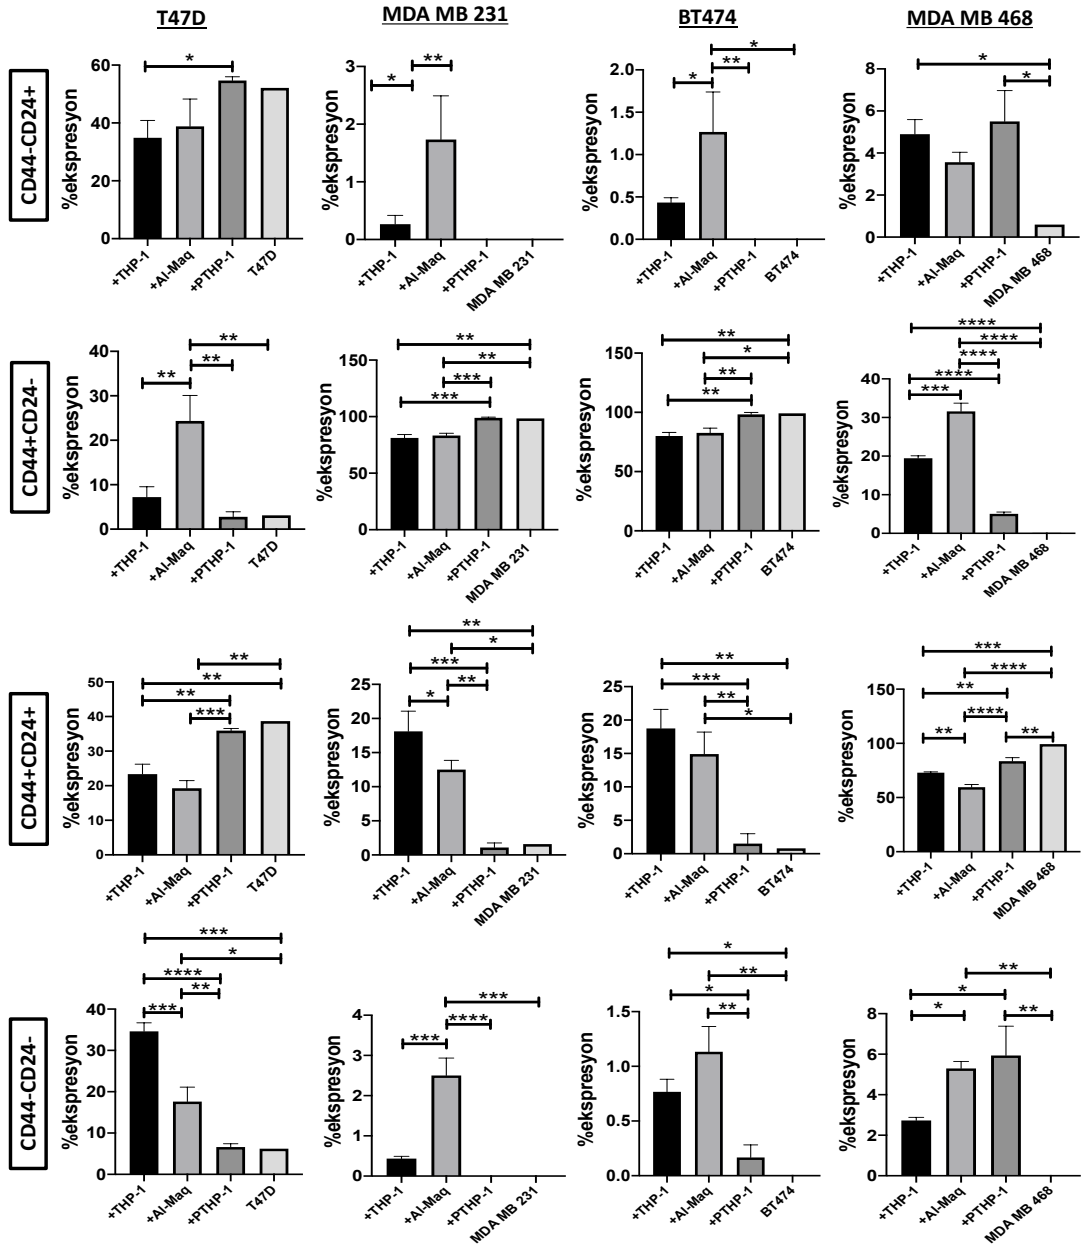 T47D
MDA MB 231
BT474
MDA MB 468
CD44-CD24+
%ekspresyon
60
40
20
0
*
+THP-1
+Al-Maq
+PTHP-1
T47D
%ekspresyon
3
2
1
0
*
**
+THP-1
+Al-Maq
+PTHP-1
MDA MB 231
%ekspresyon
2.0
1.5
1.0
0.5
0.0
*
**
*
+THP-1
+Al-Maq
+PTHP-1
BT474
%ekspresyon
8
6
4
2
0
*
*
+THP-1
+Al-Maq
+PTHP-1
MDA MB 468
CD44+CD24-
%ekspresyon
40
30
20
10
0
**
**
**
+THP-1
+Al-Maq
+PTHP-1
T47D
%ekspresyon
150
100
50
0
**
**
***
***
+THP-1
+Al-Maq
+PTHP-1
MDA MB 231
%ekspresyon
150
100
50
0
**
*
**
**
+THP-1
+Al-Maq
+PTHP-1
BT474
%ekspresyon
40
30
20
10
0
****
****
****
****
***
+THP-1
+Al-Maq
+PTHP-1
MDA MB 468
CD44+CD24+
%ekspresyon
50
40
30
20
10
0
**
**
**
***
+THP-1
+Al-Maq
+PTHP-1
T47D
%ekspresyon
25
20
15
10
5
0
**
*
***
**
*
+THP-1
+Al-Maq
+PTHP-1
MDA MB 231
%ekspresyon
25
20
15
10
5
0
**
***
**
*
+THP-1
+Al-Maq
+PTHP-1
BT474
%ekspresyon
150
100
50
0
***
****
**
****
**
**
+THP-1
+Al-Maq
+PTHP-1
MDA MB 468
CD44-CD24-
%ekspresyon
40
30
20
10
0
***
*
****
**
***
+THP-1
+Al-Maq
+PTHP-1
T47D
%ekspresyon
4
3
2
1
0
***
****
***
+THP-1
+Al-Maq
+PTHP-1
MDA MB 231
%ekspresyon
1.5
1.0
0.5
0.0
*
**
*
**
+THP-1
+Al-Maq
+PTHP-1
BT474
%ekspresyon
8
6
4
2
0
**
*
*
**
+THP-1
+Al-Maq
+PTHP-1
MDA MB 468